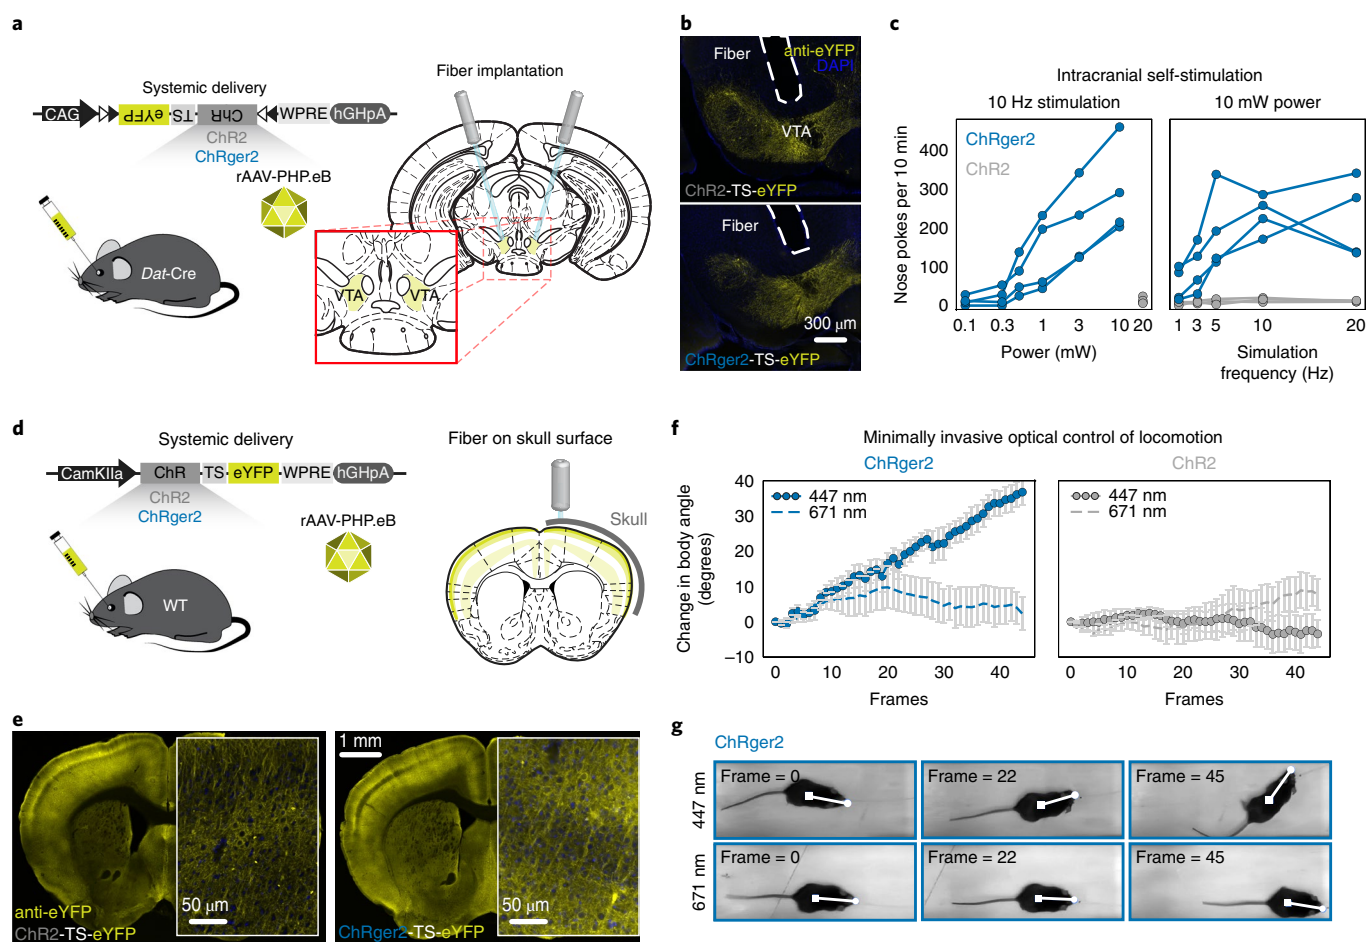 a
Systemic delivery
CAG
eYFP
TS
ChR
WPRE
hGHpA
ChR2
ChRger2
rAAV-PHP.eB
Dat-Cre
Fiber implantation
VTA
VTA
b
Fiber
anti-eYFP
DAPI
VTA
ChR2-TS-eYFP
Fiber
300 μm
ChRger2-TS-eYFP
c
Intracranial self-stimulation
10 Hz stimulation
10 mW power
ChRger2
ChR2
Nose pokes per 10 min
400
300
200
100
0
0.1 0.3 1 3 10 20
Power (mW)
1 3 5 10 20
Simulation
frequency (Hz)
d
Systemic delivery
CamKIIa
ChR
TS
eYFP
WPRE
hGHpA
ChR2
ChRger2
rAAV-PHP.eB
WT
Fiber on skull surface
Skull
e
anti-eYFP
ChR2-TS-eYFP
50 μm
1 mm
ChRger2-TS-eYFP
50 μm
f
Minimally invasive optical control of locomotion
ChRger2
ChR2
Change in body angle
(degrees)
40
30
20
10
0
–10
447 nm
671 nm
0 10 20 30 40
Frames
447 nm
671 nm
0 10 20 30 40
Frames
g
ChRger2
447 nm
Frame = 0
Frame = 22
Frame = 45
671 nm
Frame = 0
Frame = 22
Frame = 45